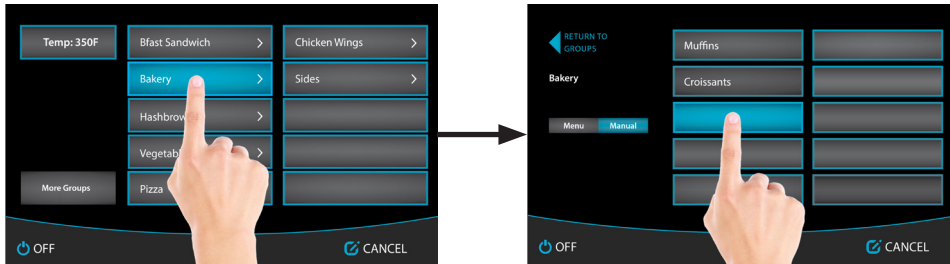 Temp: 350F
Bfast Sandwich
Chicken Wings
Bakery
Sides
Pizza
More Groups
OFF
CANCEL
RETURN TO
GROUPS
Muffins
Bakery
Croissants
Menu Manual
OFF
CANCEL